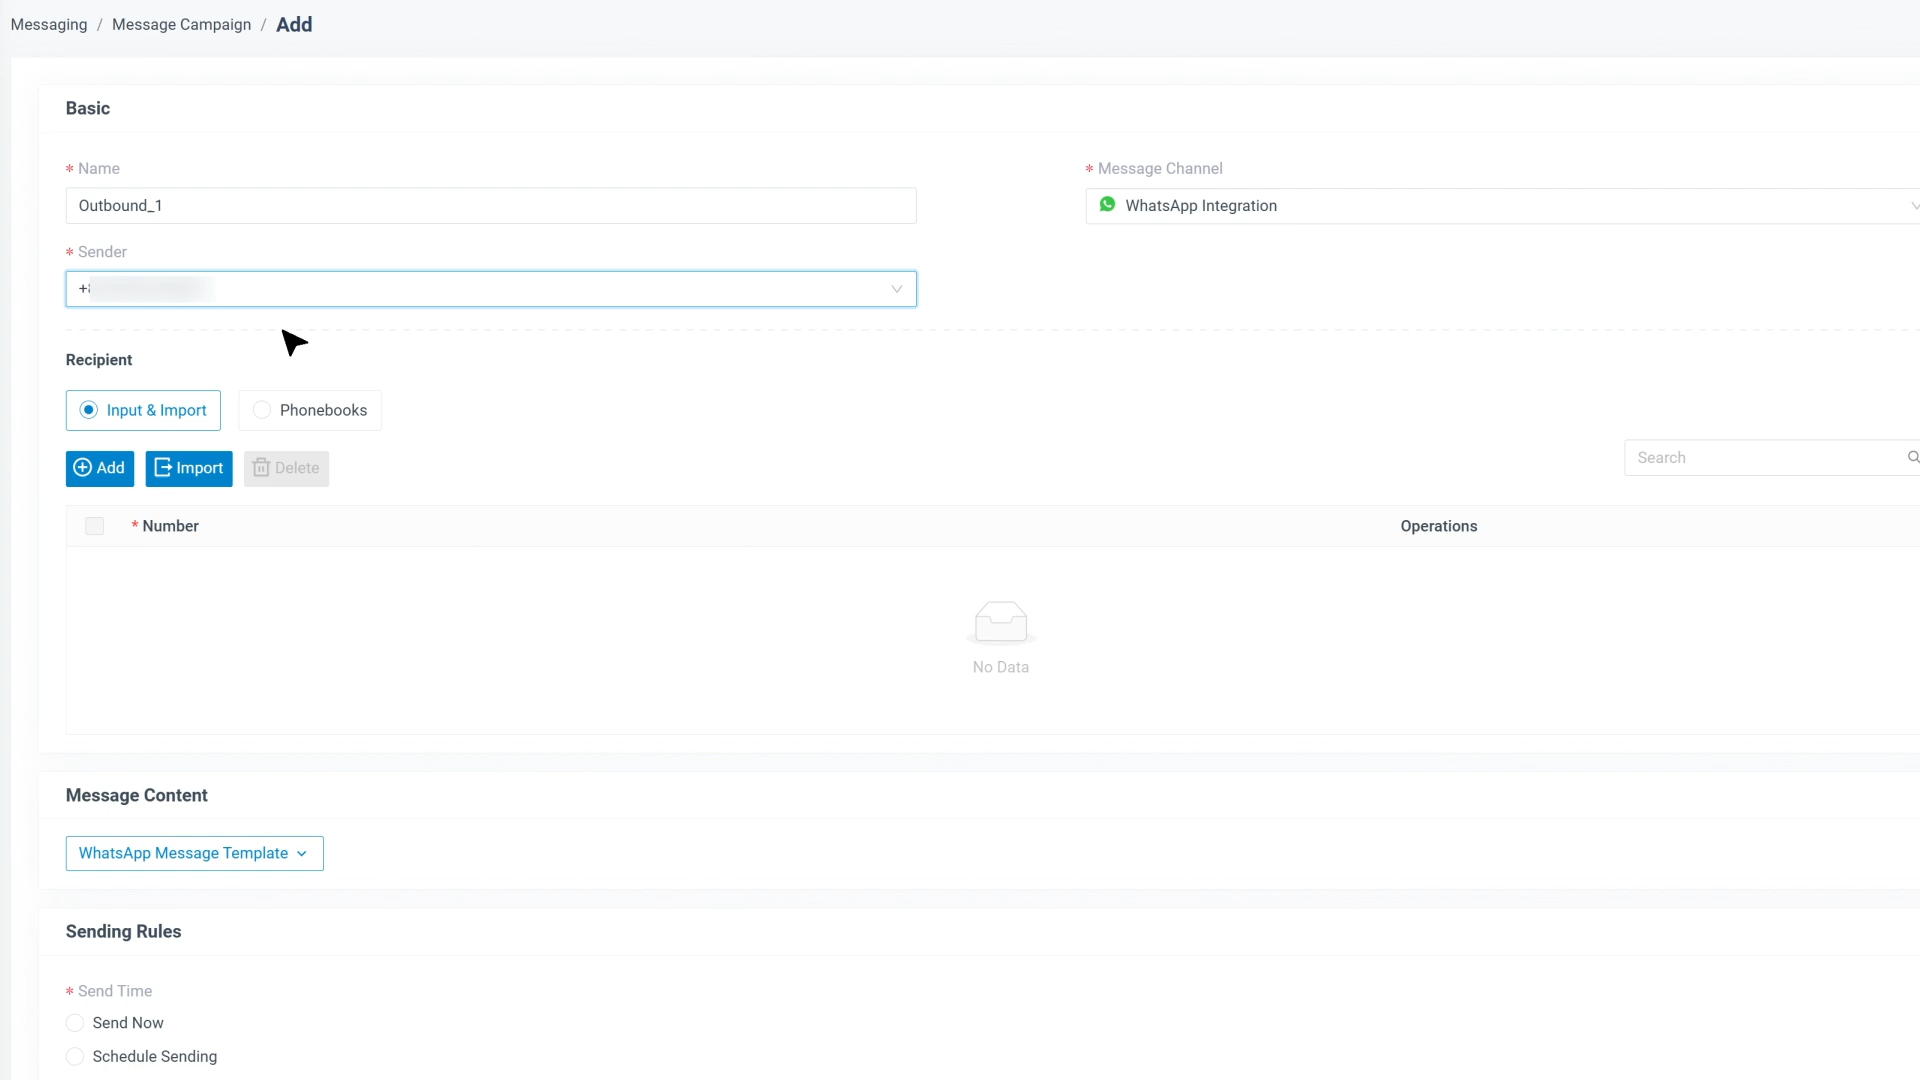 Messaging / Message Campaign / Add
Basic
* Name
* Message Channel
Outbound_1
WhatsApp Integration
* Sender
Recipient
Input & Import
Phonebooks
Add
Import
Delete
Search
* Number
Operations
No Data
Message Content
WhatsApp Message Template
Sending Rules
* Send Time
Send Now
Schedule Sending